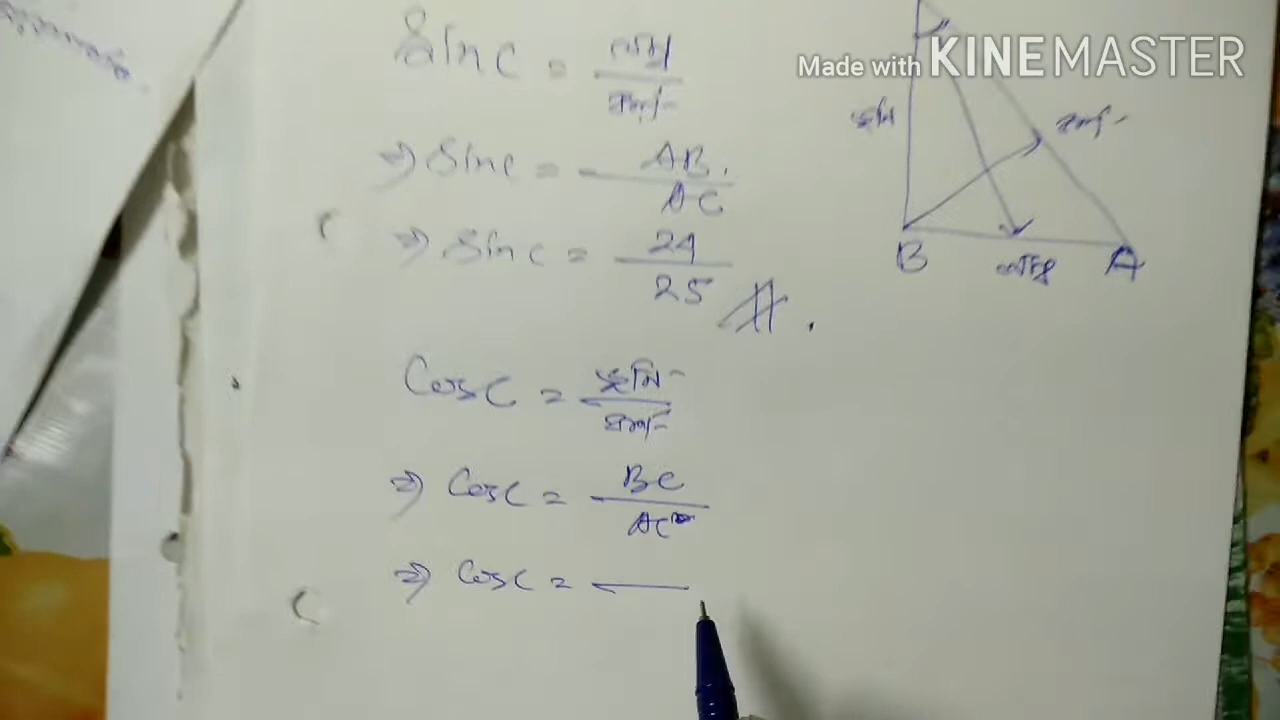 Made with KINEMASTER
Sin C = লম্ব / অতি-
⇒ Sin C = AB / AC
⇒ Sin C = 24 / 25
B
লম্ব
A
Cos C = ভূমি- / অতি-
⇒ Cos C = BC / AC
⇒ Cos C =